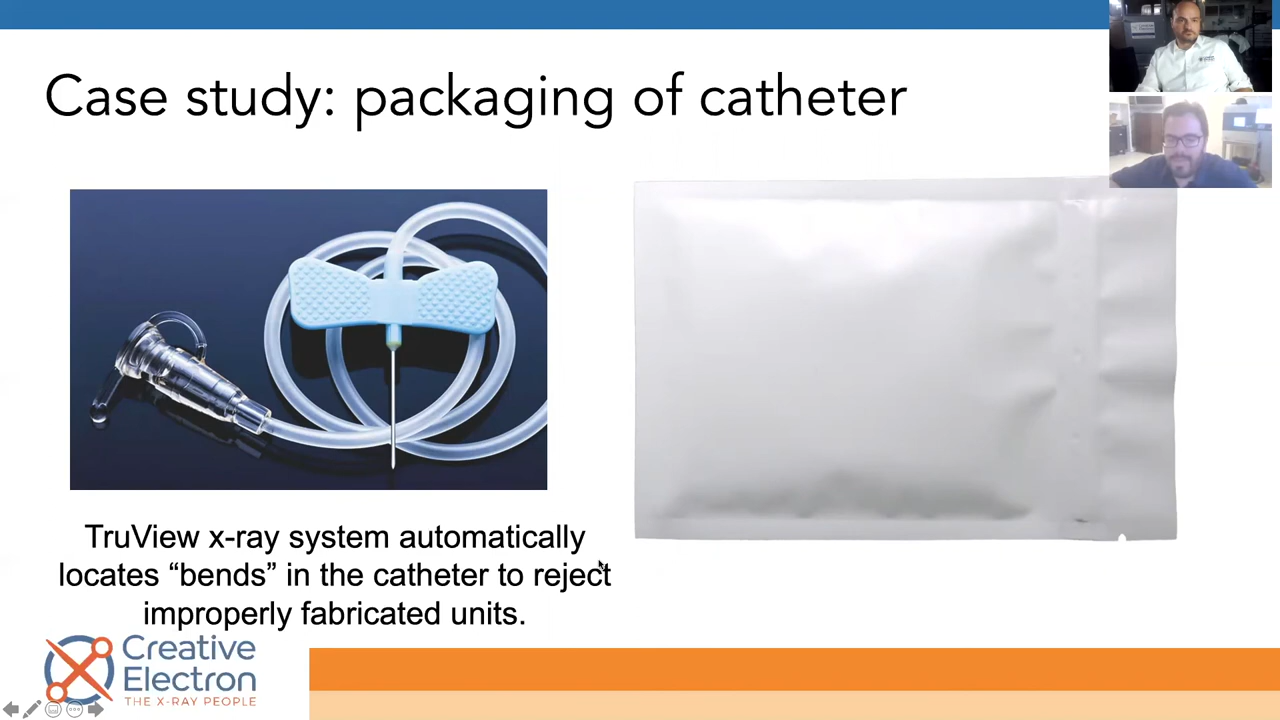 Case study: packaging of catheter
TruView x-ray system automatically
locates “bends” in the catheter to reject
improperly fabricated units.
Creative
Electron
THE X-RAY PEOPLE